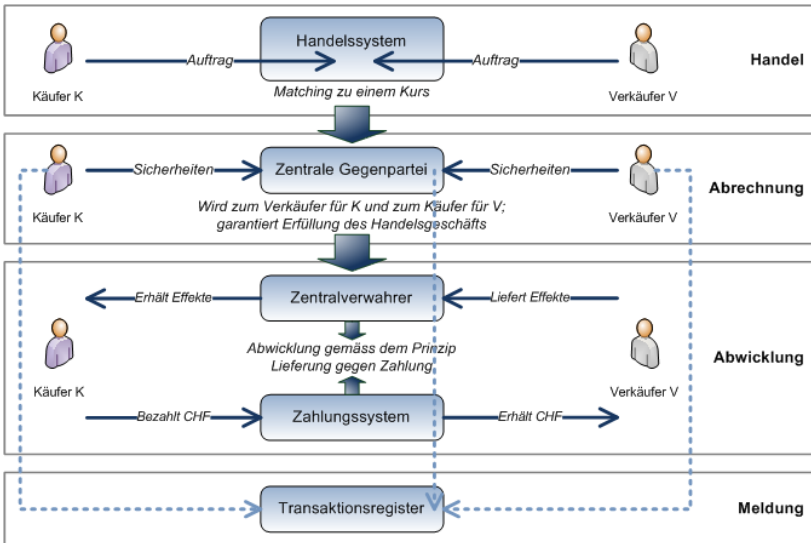 Handelssystem
Auftrag
Auftrag
Handel
Käufer K
Matching zu einem Kurs
Verkäufer V
Sicherheiten
Zentrale Gegenpartei
Sicherheiten
Abrechnung
Käufer K
Wird zum Verkäufer für K und zum Käufer für V;
garantiert Erfüllung des Handelsgeschäfts
Verkäufer V
Erhält Effekte
Zentralverwahrer
Liefert Effekte
Abwicklung gemäss dem Prinzip
Lieferung gegen Zahlung
Abwicklung
Käufer K
Verkäufer V
Bezahlt CHF
Zahlungssystem
Erhält CHF
Transaktionsregister
Meldung